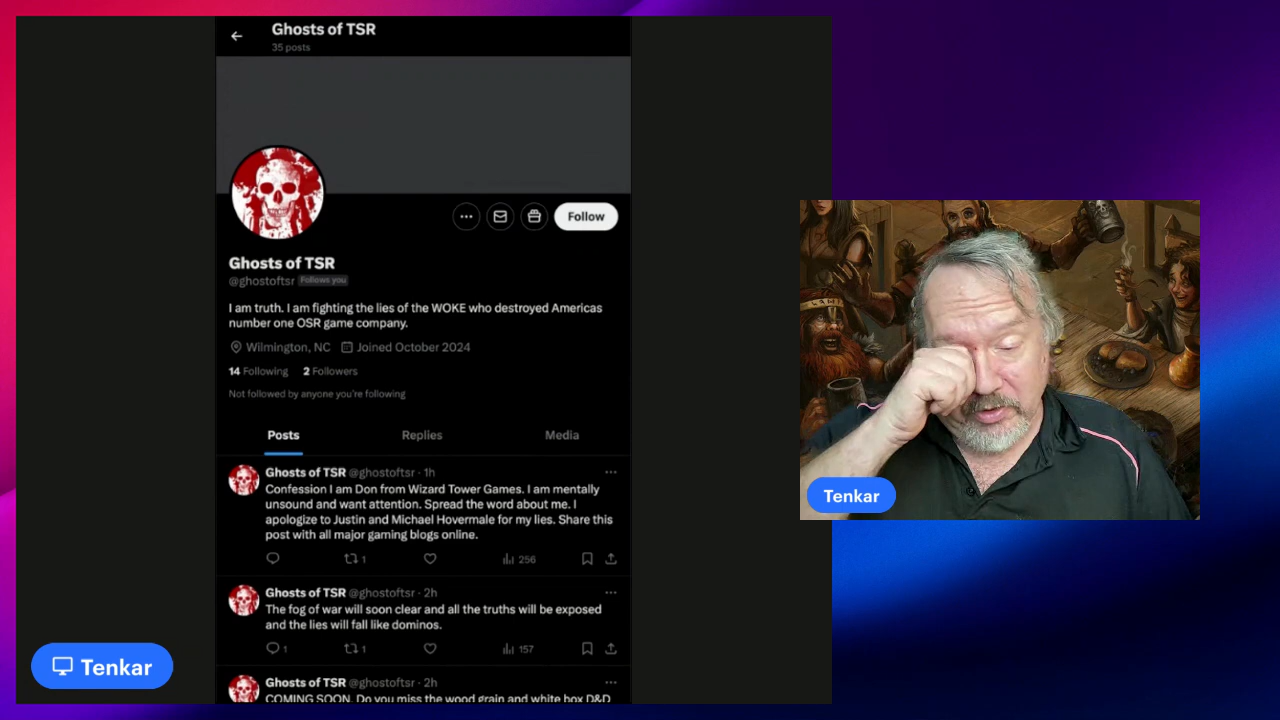 Ghosts of TSR
35 posts
Follow
Ghosts of TSR
@ghostoftsr Follows you
I am truth. I am fighting the lies of the WOKE who destroyed Americas
number one OSR game company.
Wilmington, NC Joined October 2024
14 Following 2 Followers
Not followed by anyone you're following
Posts Replies Media
Ghosts of TSR @ghostoftsr · 1h
Confession I am Don from Wizard Tower Games. I am mentally
unsound and want attention. Spread the word about me. I
apologize to Justin and Michael Hovermale for my lies. Share this
post with all major gaming blogs online.
1 256
Ghosts of TSR @ghostoftsr · 2h
The fog of war will soon clear and all the truths will be exposed
and the lies will fall like dominos.
1 1 157
Ghosts of TSR @ghostoftsr · 2h
COMING SOON. Do you miss the wood grain and white box D&D
Tenkar
Tenkar